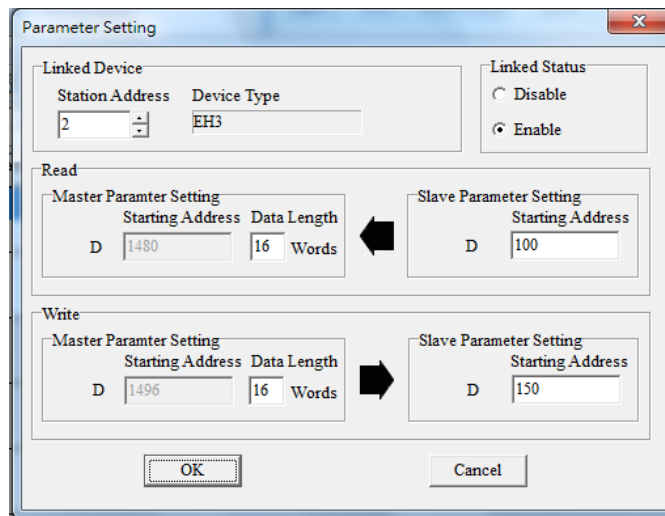 Parameter Setting
Linked Device
Station Address Device Type
2 EH3
Linked Status
Disable
Enable
Read
Master Paramter Setting
Starting Address Data Length
D 1480 16 Words
Slave Parameter Setting
Starting Address
D 100
Write
Master Paramter Setting
Starting Address Data Length
D 1496 16 Words
Slave Parameter Setting
Starting Address
D 150
OK Cancel